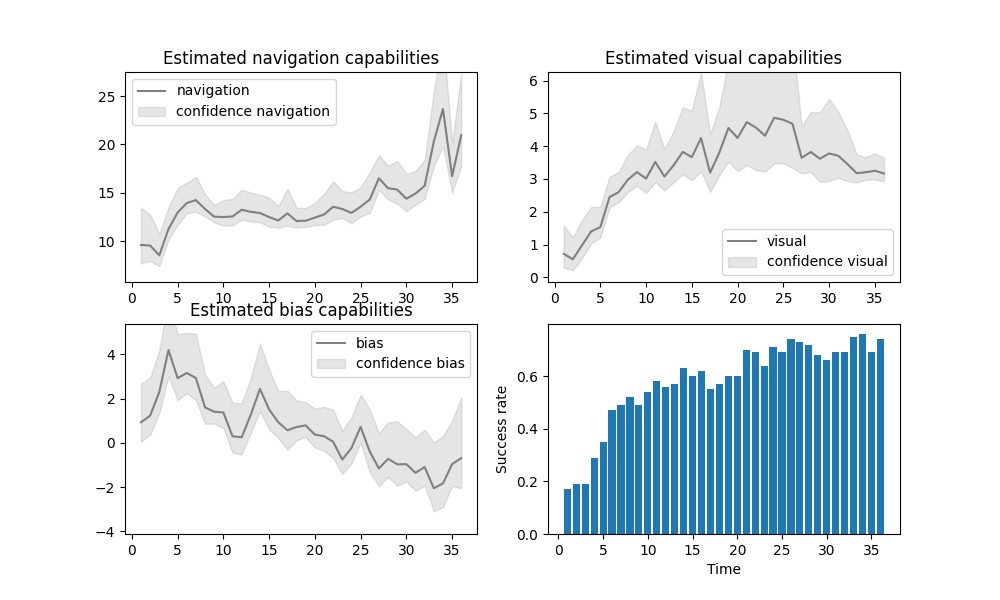 Estimated navigation capabilities
navigation
confidence navigation
25
20
15
10
0 5 10 15 20 25 30 35
Estimated visual capabilities
6
5
4
3
2
1
0
visual
confidence visual
0 5 10 15 20 25 30 35
Estimated bias capabilities
bias
confidence bias
4
2
0
−2
−4
0 5 10 15 20 25 30 35
Success rate
0.6
0.4
0.2
0.0
0 5 10 15 20 25 30 35
Time